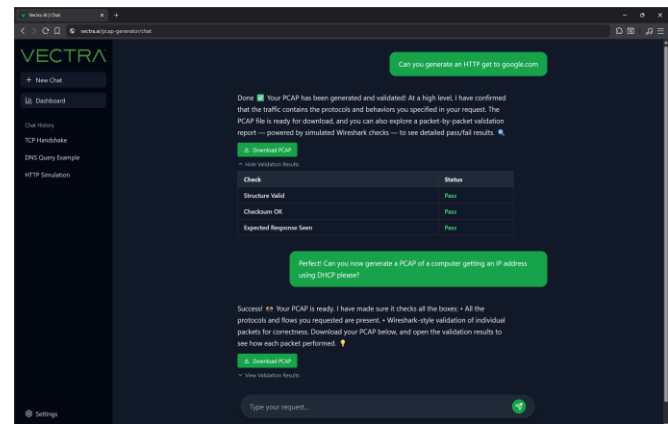 Vectra AI | Chat
vectra.ai/pcap-generator/chat
VECTRA
+ New Chat
Dashboard
Chat History
TCP Handshake
DNS Query Example
HTTP Simulation
Settings
Can you generate an HTTP get to google.com
Done ✅ Your PCAP has been generated and validated! At a high level, I have confirmed
that the traffic contains the protocols and behaviors you specified in your request. The
PCAP file is ready for download, and you can also explore a packet-by-packet validation
report — powered by simulated Wireshark checks — to see detailed pass/fail results. 🔍
Download PCAP
Hide Validation Results
Check Status
Structure Valid Pass
Checksum OK Pass
Expected Response Seen Pass
Perfect! Can you now generate a PCAP of a computer getting an IP address
using DHCP please?
Success! 🙌 Your PCAP is ready. I have made sure it checks all the boxes: • All the
protocols and flows you requested are present. • Wireshark-style validation of individual
packets for correctness. Download your PCAP below, and open the validation results to
see how each packet performed. 💡
Download PCAP
View Validation Results
Type your request...